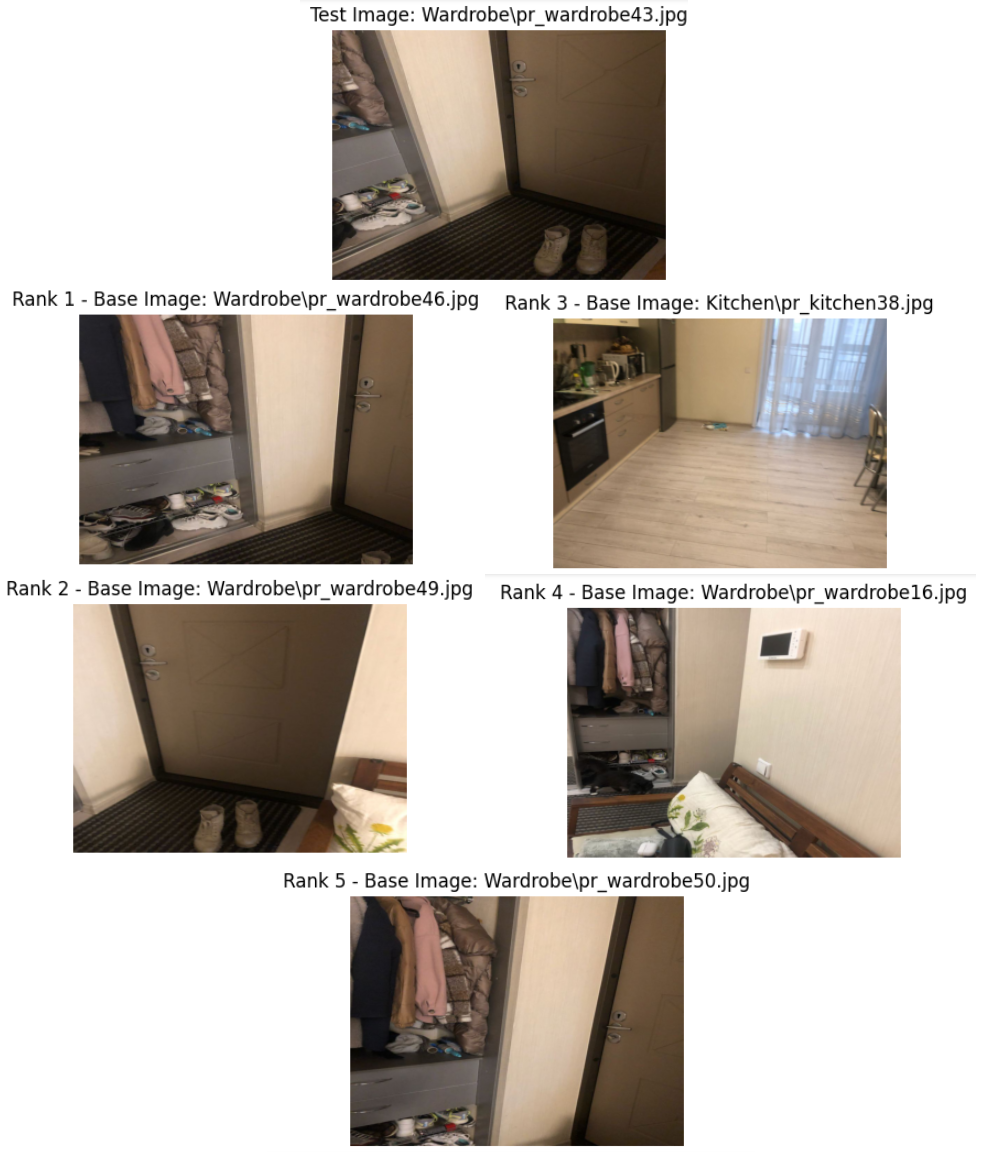 Test Image: Wardrobe\pr_wardrobe43.jpg
Rank 1 - Base Image: Wardrobe\pr_wardrobe46.jpg
Rank 3 - Base Image: Kitchen\pr_kitchen38.jpg
Rank 2 - Base Image: Wardrobe\pr_wardrobe49.jpg
Rank 4 - Base Image: Wardrobe\pr_wardrobe16.jpg
Rank 5 - Base Image: Wardrobe\pr_wardrobe50.jpg